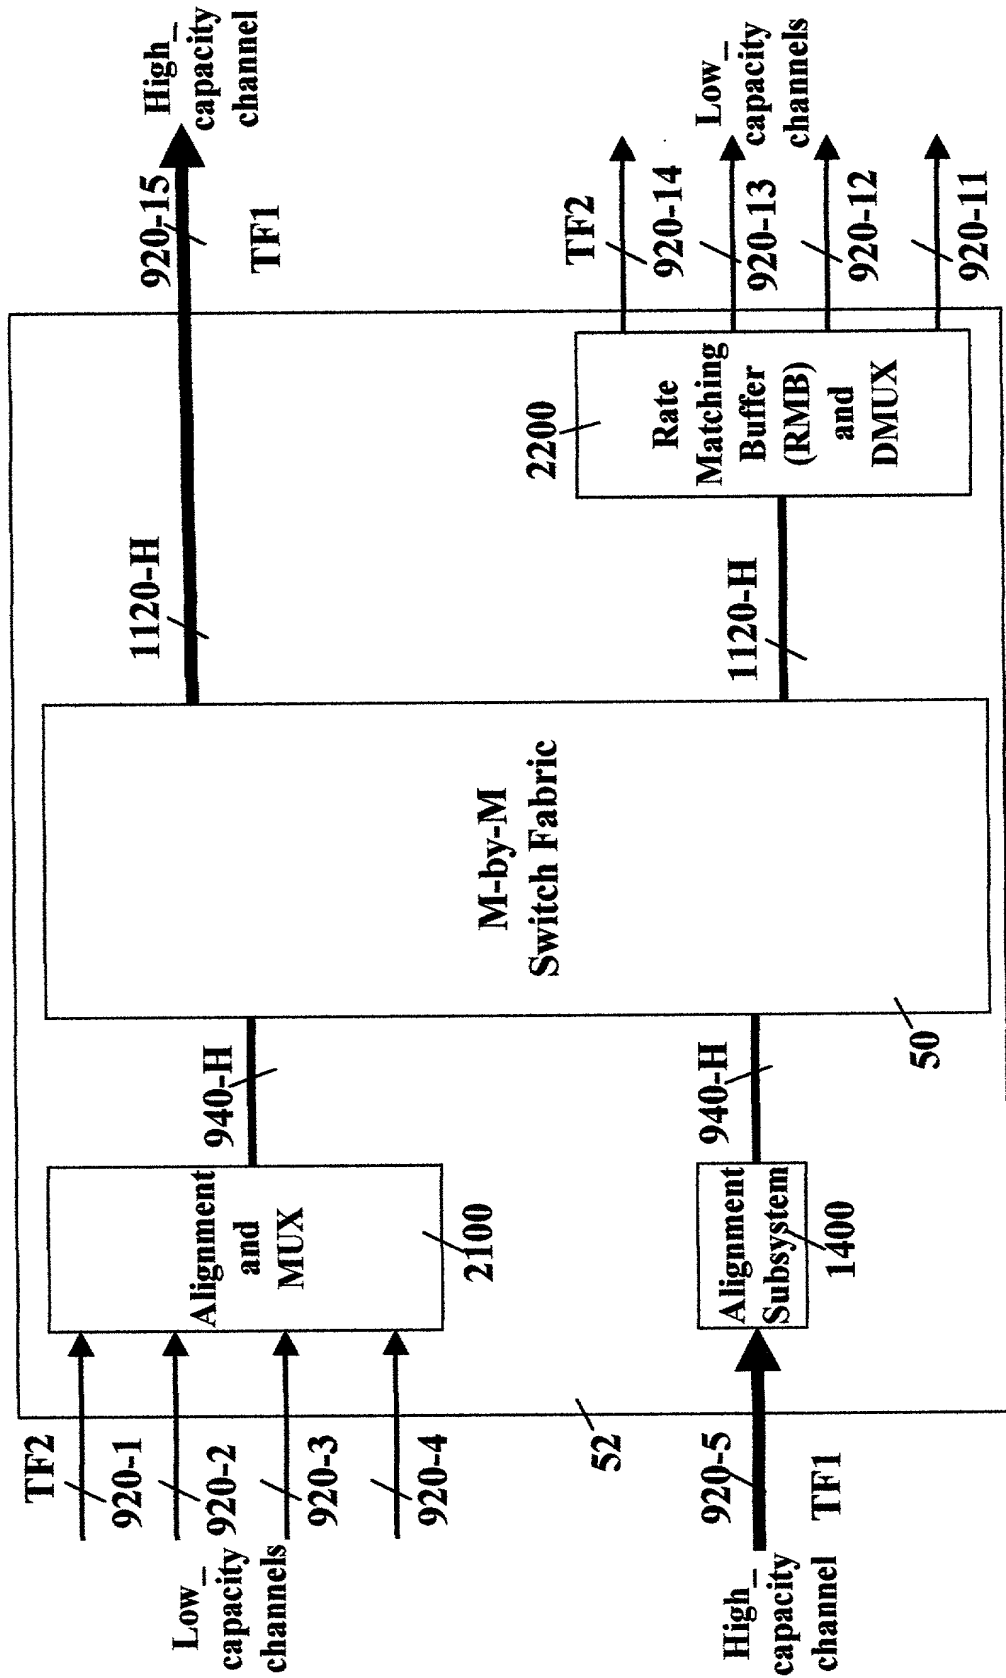 TF2
920-1
920-2
920-3
920-4
Low_
capacity
channels
High_
capacity
channel
920-5
TF1
52
Alignment
and
MUX
2100
Alignment
Subsystem
1400
940-H
940-H
M-by-M
Switch Fabric
50
1120-H
1120-H
2200
Rate
Matching
Buffer
(RMB)
and
DMUX
920-15
TF1
High_
capacity
channel
TF2
920-14
920-13
920-12
920-11
Low_
capacity
channels